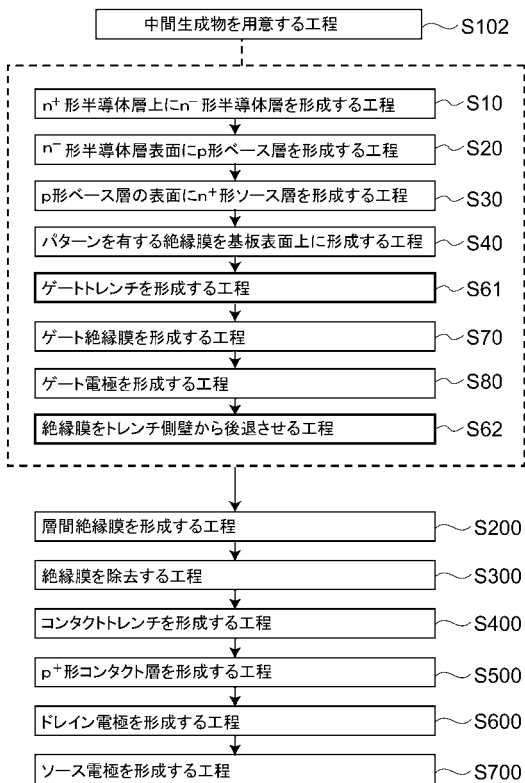 中間生成物を用意する工程 S102
n⁺形半導体層上にn⁻形半導体層を形成する工程 S10
n⁻形半導体層表面にp形ベース層を形成する工程 S20
p形ベース層の表面にn⁺形ソース層を形成する工程 S30
パターンを有する絶縁膜を基板表面上に形成する工程 S40
ゲートトレンチを形成する工程 S61
ゲート絶縁膜を形成する工程 S70
ゲート電極を形成する工程 S80
絶縁膜をトレンチ側壁から後退させる工程 S62
層間絶縁膜を形成する工程 S200
絶縁膜を除去する工程 S300
コンタクトトレンチを形成する工程 S400
p⁺形コンタクト層を形成する工程 S500
ドレイン電極を形成する工程 S600
ソース電極を形成する工程 S700